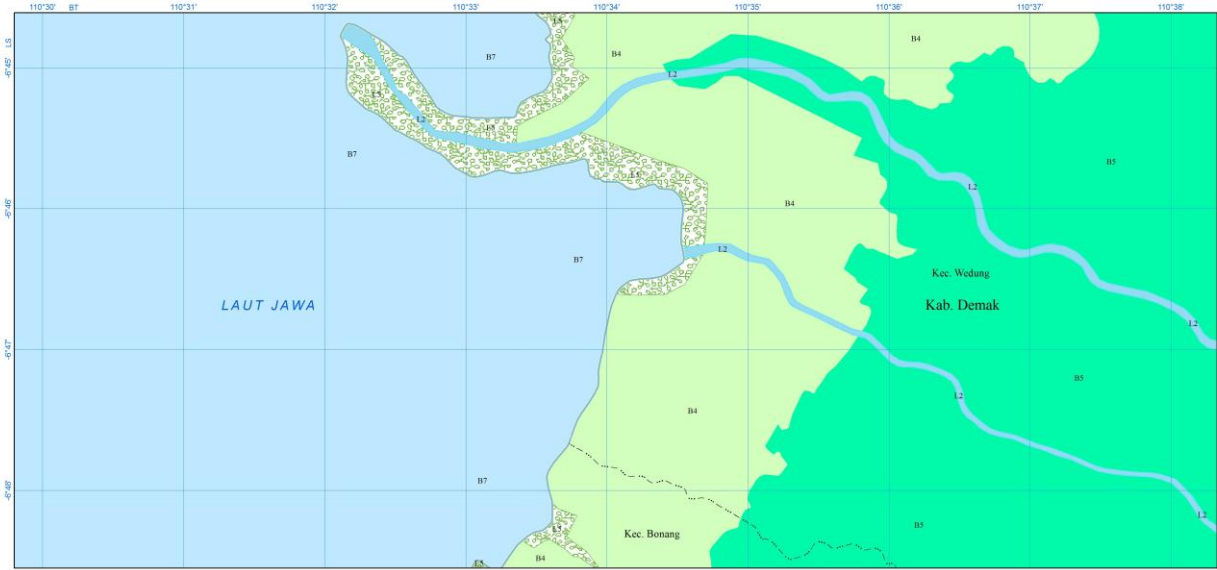 110°30' BT 110°31' 110°32' 110°33' 110°34' 110°35' 110°36' 110°37' 110°38'
LS
L5
B4
B4
B7
-6°45'
L2
L5
L2
L5
B7
B5
L2
L5
-6°46'
B4
L2
B7
Kec. Wedung
LAUT JAWA
Kab. Demak
L2
-6°47'
B5
L2
B4
B7
-6°48'
L2
L5
B5
Kec. Bonang
B4
L5